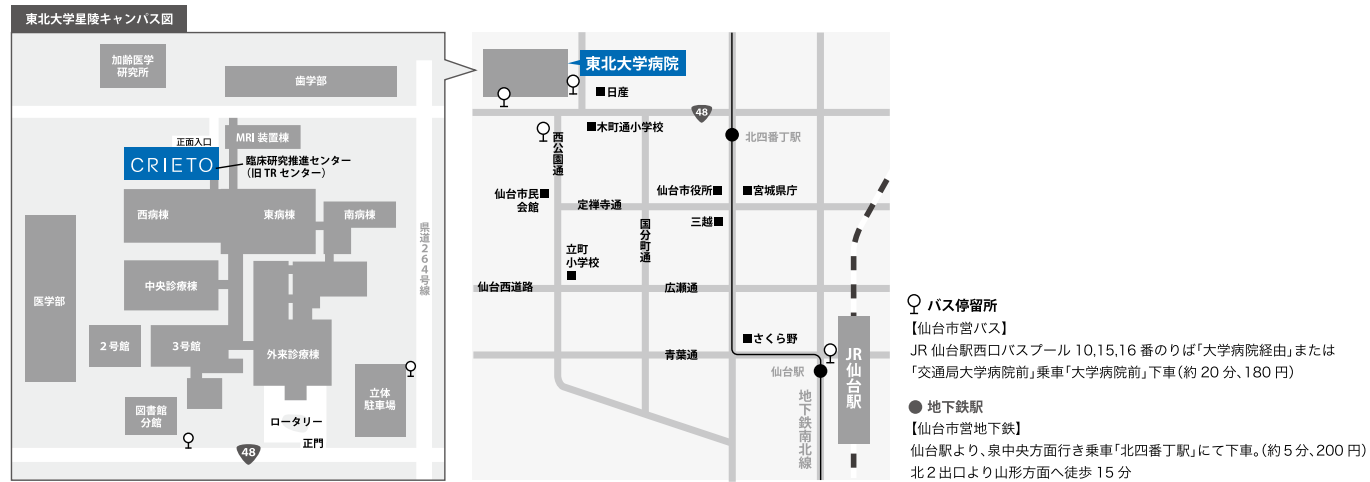 東北大学星陵キャンパス図
加齢医学
研究所
歯学部
正面入口
MRI 装置棟
CRIETO
臨床研究推進センター
(旧 TR センター)
西病棟
東病棟
南病棟
県道264号線
医学部
中央診療棟
2号館
3号館
外来診療棟
立体
駐車場
図書館
分館
ロータリー
正門
48
東北大学病院
日産
48
木町通小学校
北四番丁駅
西公園通
仙台市民
会館
定禅寺通
仙台市役所
宮城県庁
三越
国分町通
立町
小学校
仙台西道路
広瀬通
さくら野
青葉通
仙台駅
JR仙台駅
地下鉄南北線
バス停留所
【仙台市営バス】
JR 仙台駅西口バスプール 10,15,16 番のりば「大学病院経由」または
「交通局大学病院前」乗車「大学病院前」下車(約 20 分、180 円)
地下鉄駅
【仙台市営地下鉄】
仙台駅より、泉中央方面行き乗車「北四番丁駅」にて下車。(約 5 分、200 円)
北 2 出口より山形方面へ徒歩 15 分